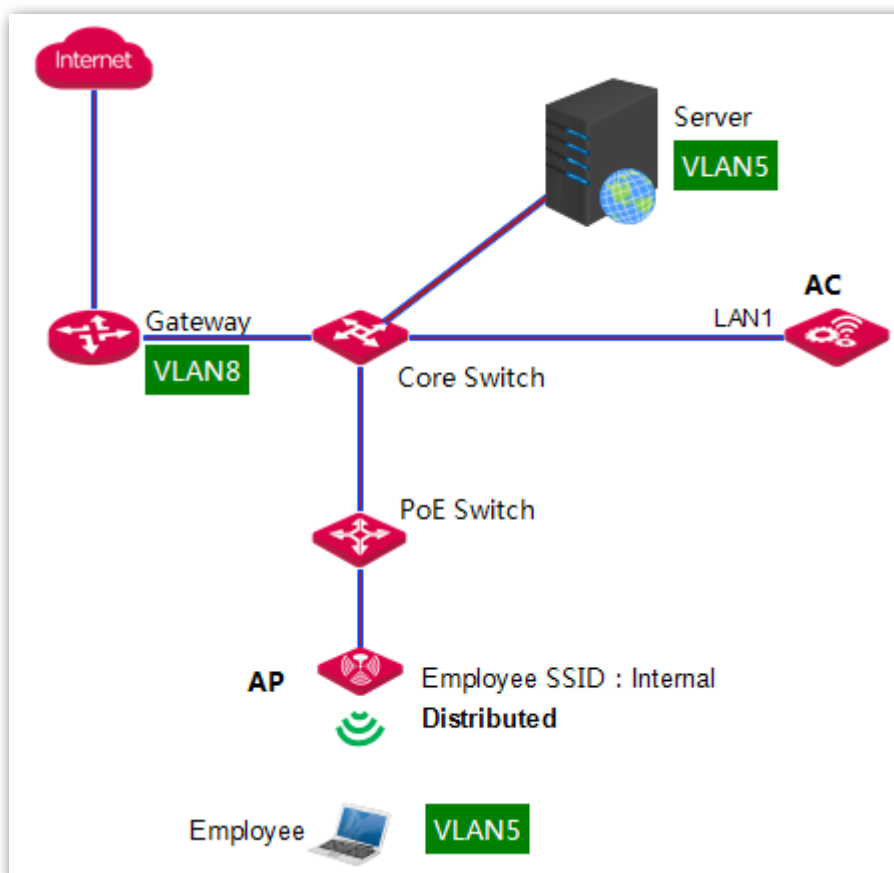 Internet
Server
VLAN5
AC
Gateway
LAN1
VLAN8
Core Switch
PoE Switch
AP
Employee SSID : Internal
Distributed
Employee
VLAN5